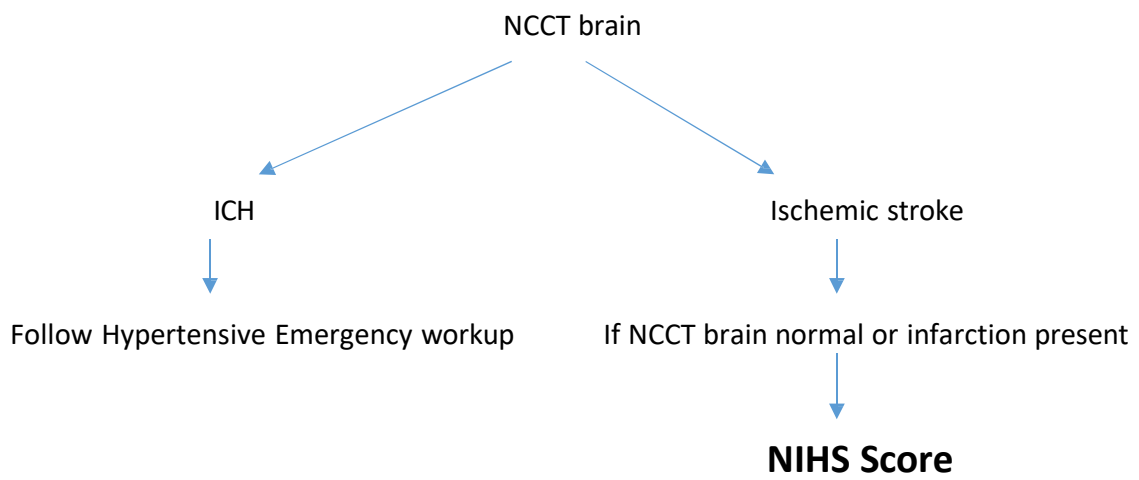 NCCT brain
ICH
Ischemic stroke
Follow Hypertensive Emergency workup
If NCCT brain normal or infarction present
NIHS Score